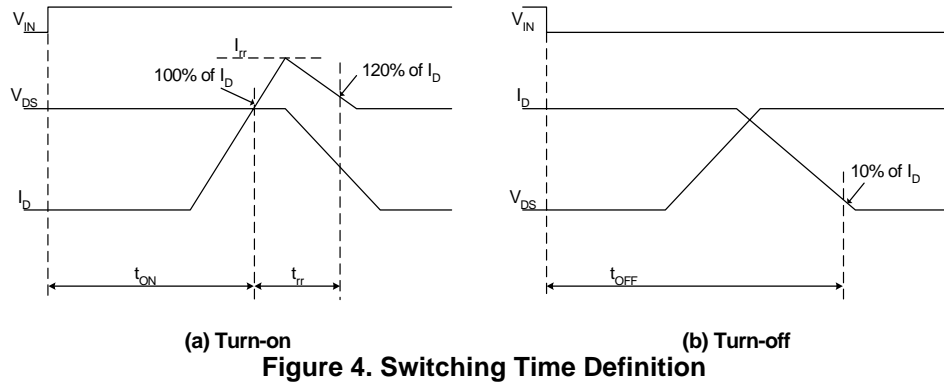 V_IN
I_rr
100% of I_D
120% of I_D
V_DS
I_D
t_ON
t_rr
(a) Turn-on
V_IN
I_D
10% of I_D
V_DS
t_OFF
(b) Turn-off
Figure 4. Switching Time Definition